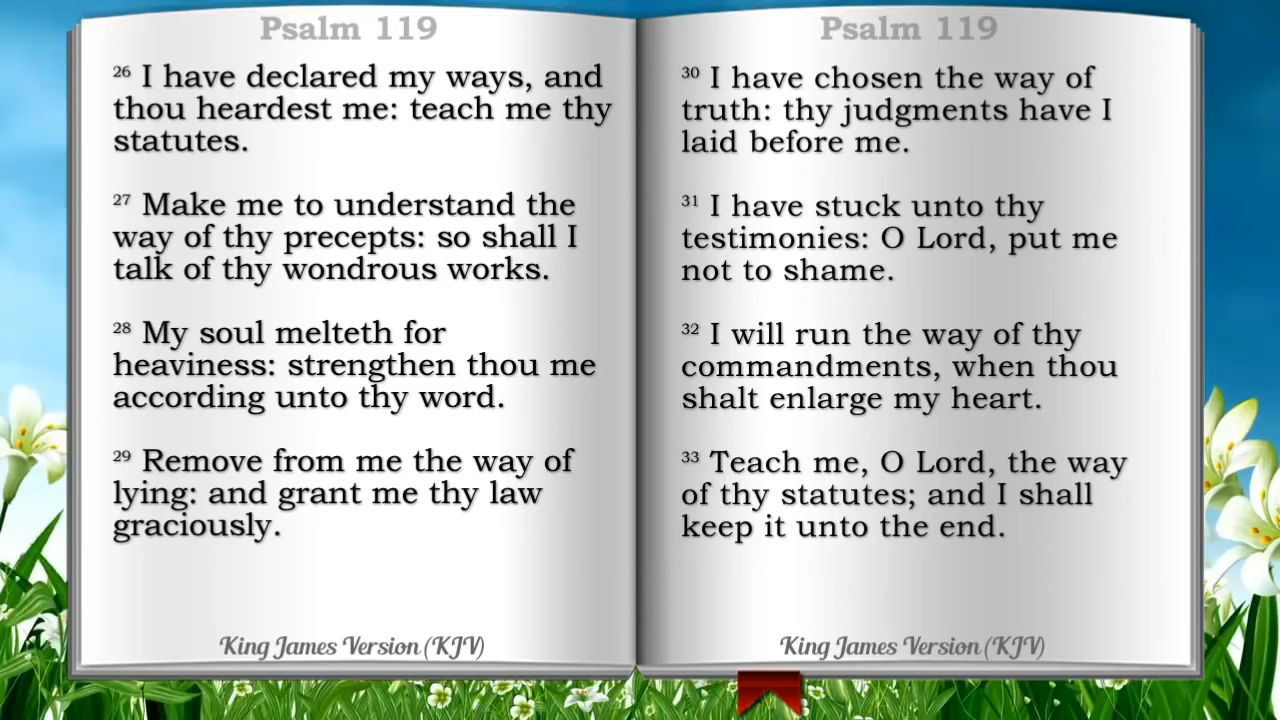 Psalm 119
26 I have declared my ways, and
thou heardest me: teach me thy
statutes.
27 Make me to understand the
way of thy precepts: so shall I
talk of thy wondrous works.
28 My soul melteth for
heaviness: strengthen thou me
according unto thy word.
29 Remove from me the way of
lying: and grant me thy law
graciously.
King James Version (KJV)
Psalm 119
30 I have chosen the way of
truth: thy judgments have I
laid before me.
31 I have stuck unto thy
testimonies: O Lord, put me
not to shame.
32 I will run the way of thy
commandments, when thou
shalt enlarge my heart.
33 Teach me, O Lord, the way
of thy statutes; and I shall
keep it unto the end.
King James Version (KJV)